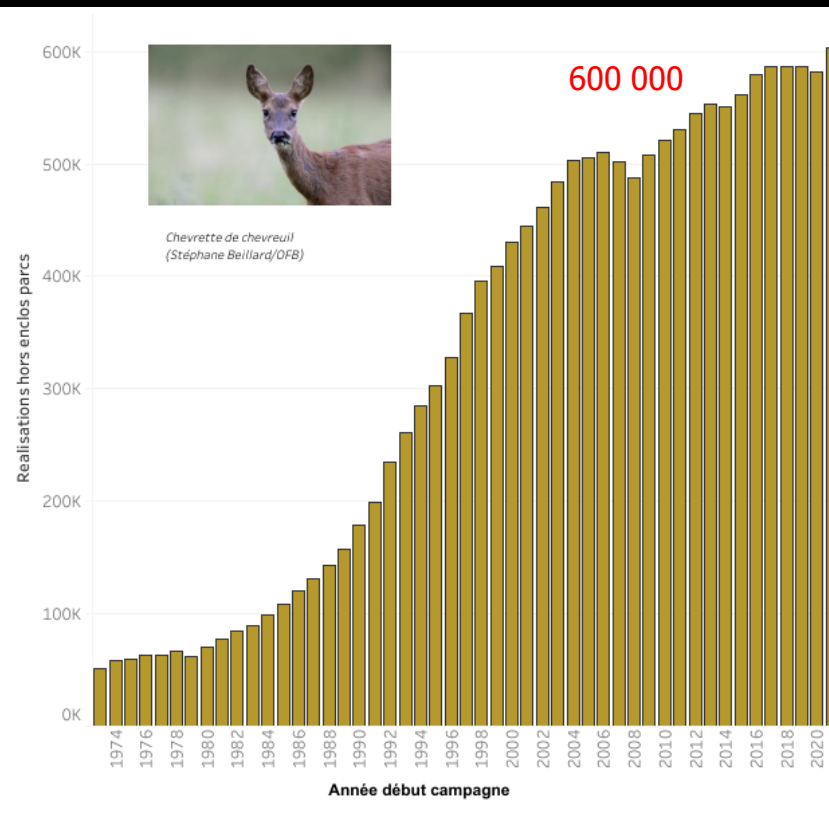 600K
600 000
500K
Chevrette de chevreuil
(Stéphane Beillard/OFB)
400K
Realisations hors enclos parcs
300K
200K
100K
0K
1974 1976 1978 1980 1982 1984 1986 1988 1990 1992 1994 1996 1998 2000 2002 2004 2006 2008 2010 2012 2014 2016 2018 2020
Année début campagne